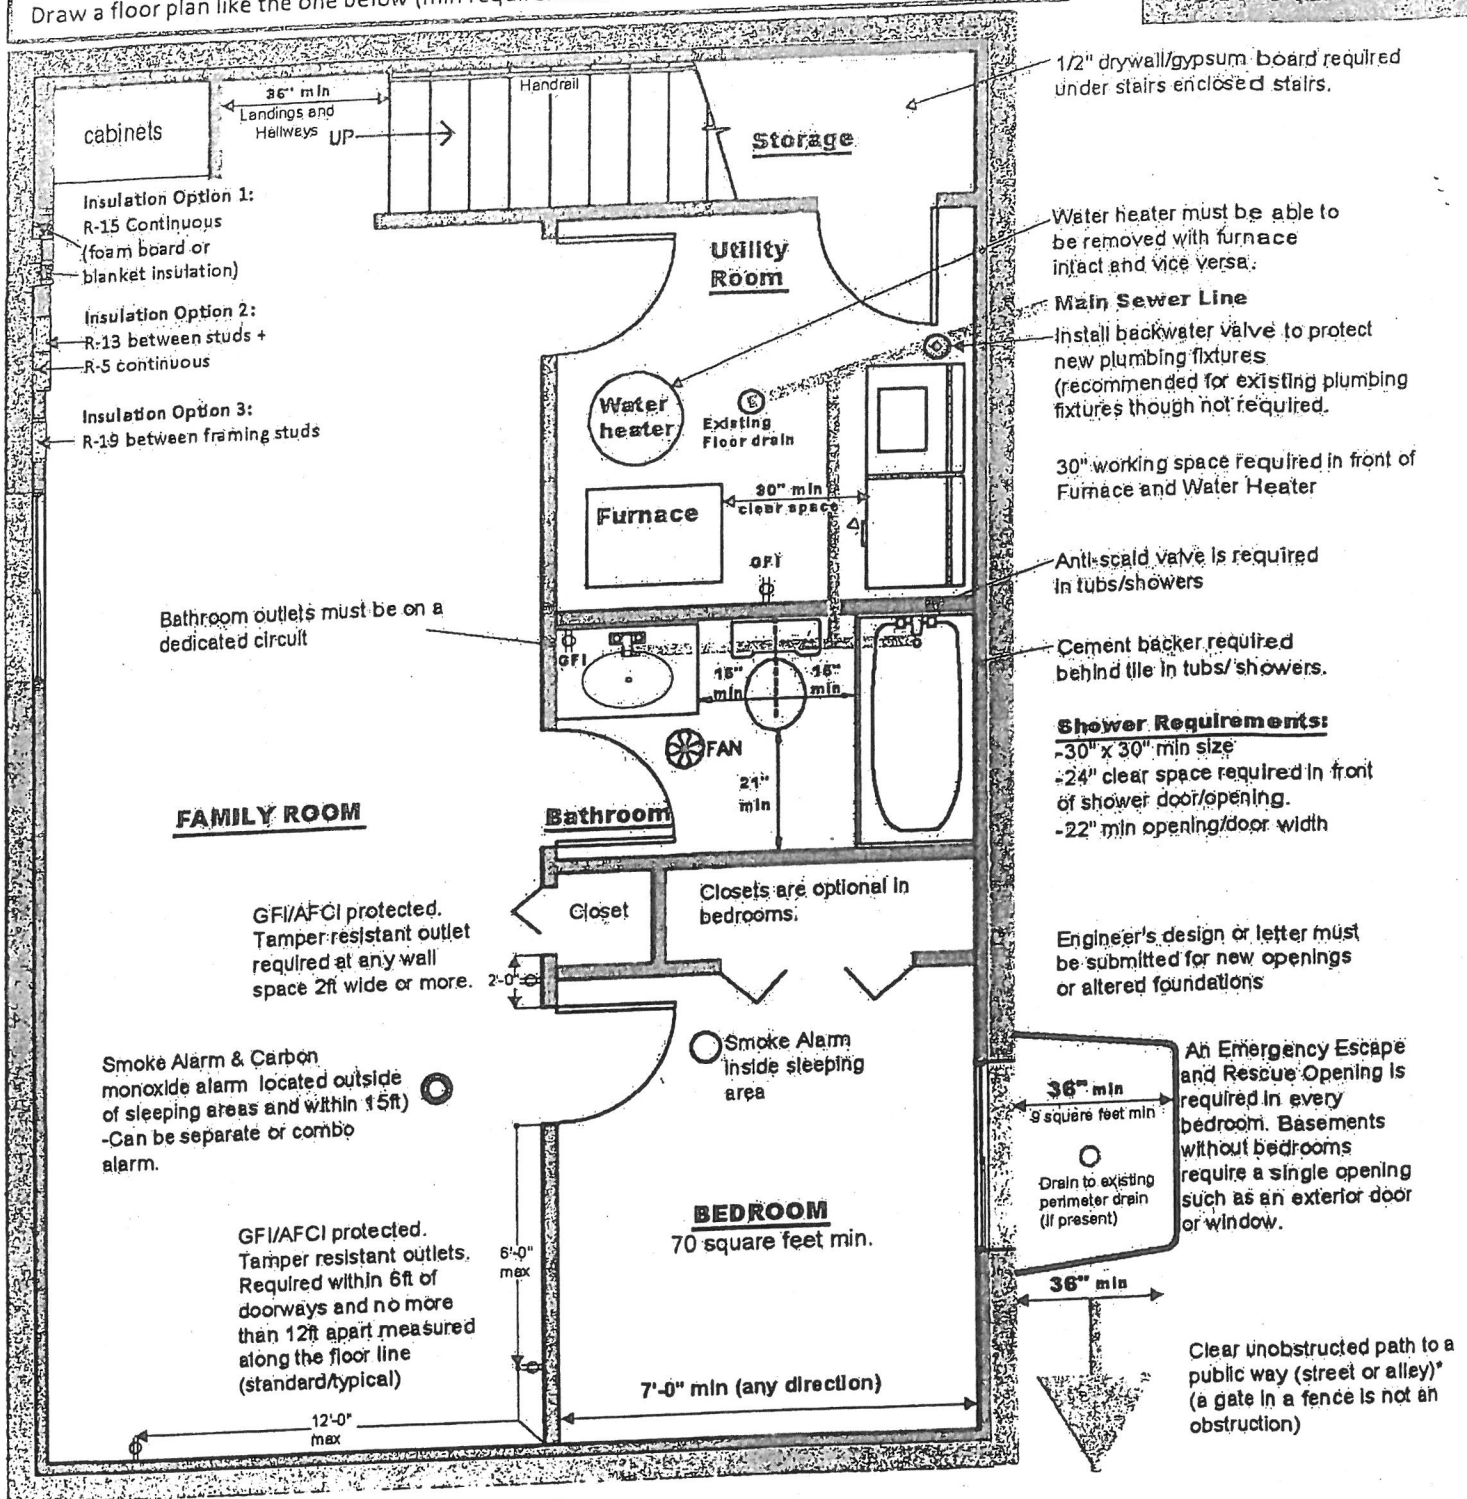 Draw a floor plan like the one below
cabinets
36" min
Landings and
Hallways
UP
Handrail
Storage
1/2" drywall/gypsum board required
under stairs enclosed stairs.
Insulation Option 1:
R-15 Continuous
(foam board or
blanket insulation)
Insulation Option 2:
R-13 between studs +
R-5 continuous
Insulation Option 3:
R-19 between framing studs
Utility
Room
Water heater must be able to
be removed with furnace
intact and vice versa.
Main Sewer Line
Install backwater valve to protect
new plumbing fixtures
(recommended for existing plumbing
fixtures though not required.
Water
heater
Existing
Floor drain
30" working space required in front of
Furnace and Water Heater
Furnace
30" min
clear space
GFI
Anti-scald valve is required
in tubs/showers
Bathroom outlets must be on a
dedicated circuit
GFI
15"
min
15"
min
Cement backer required
behind tile in tubs/ showers.
FAN
21"
min
Shower Requirements:
-30" x 30" min size
-24" clear space required in front
of shower door/opening.
-22" min opening/door width
FAMILY ROOM
Bathroom
Closet
Closets are optional in
bedrooms.
GFI/AFCI protected.
Tamper resistant outlet
required at any wall
space 2ft wide or more.
2'-0"
Engineer's design or letter must
be submitted for new openings
or altered foundations
Smoke Alarm & Carbon
monoxide alarm located outside
of sleeping areas and within 15ft)
-Can be separate or combo
alarm.
Smoke Alarm
inside sleeping
area
36" min
9 square feet min
Drain to existing
perimeter drain
(if present)
An Emergency Escape
and Rescue Opening is
required in every
bedroom. Basements
without bedrooms
require a single opening
such as an exterior door
or window.
BEDROOM
70 square feet min.
GFI/AFCI protected.
Tamper resistant outlets.
Required within 6ft of
doorways and no more
than 12ft apart measured
along the floor line
(standard/typical)
6'-0"
max
36" min
Clear unobstructed path to a
public way (street or alley)*
(a gate in a fence is not an
obstruction)
7'-0" min (any direction)
12'-0"
max